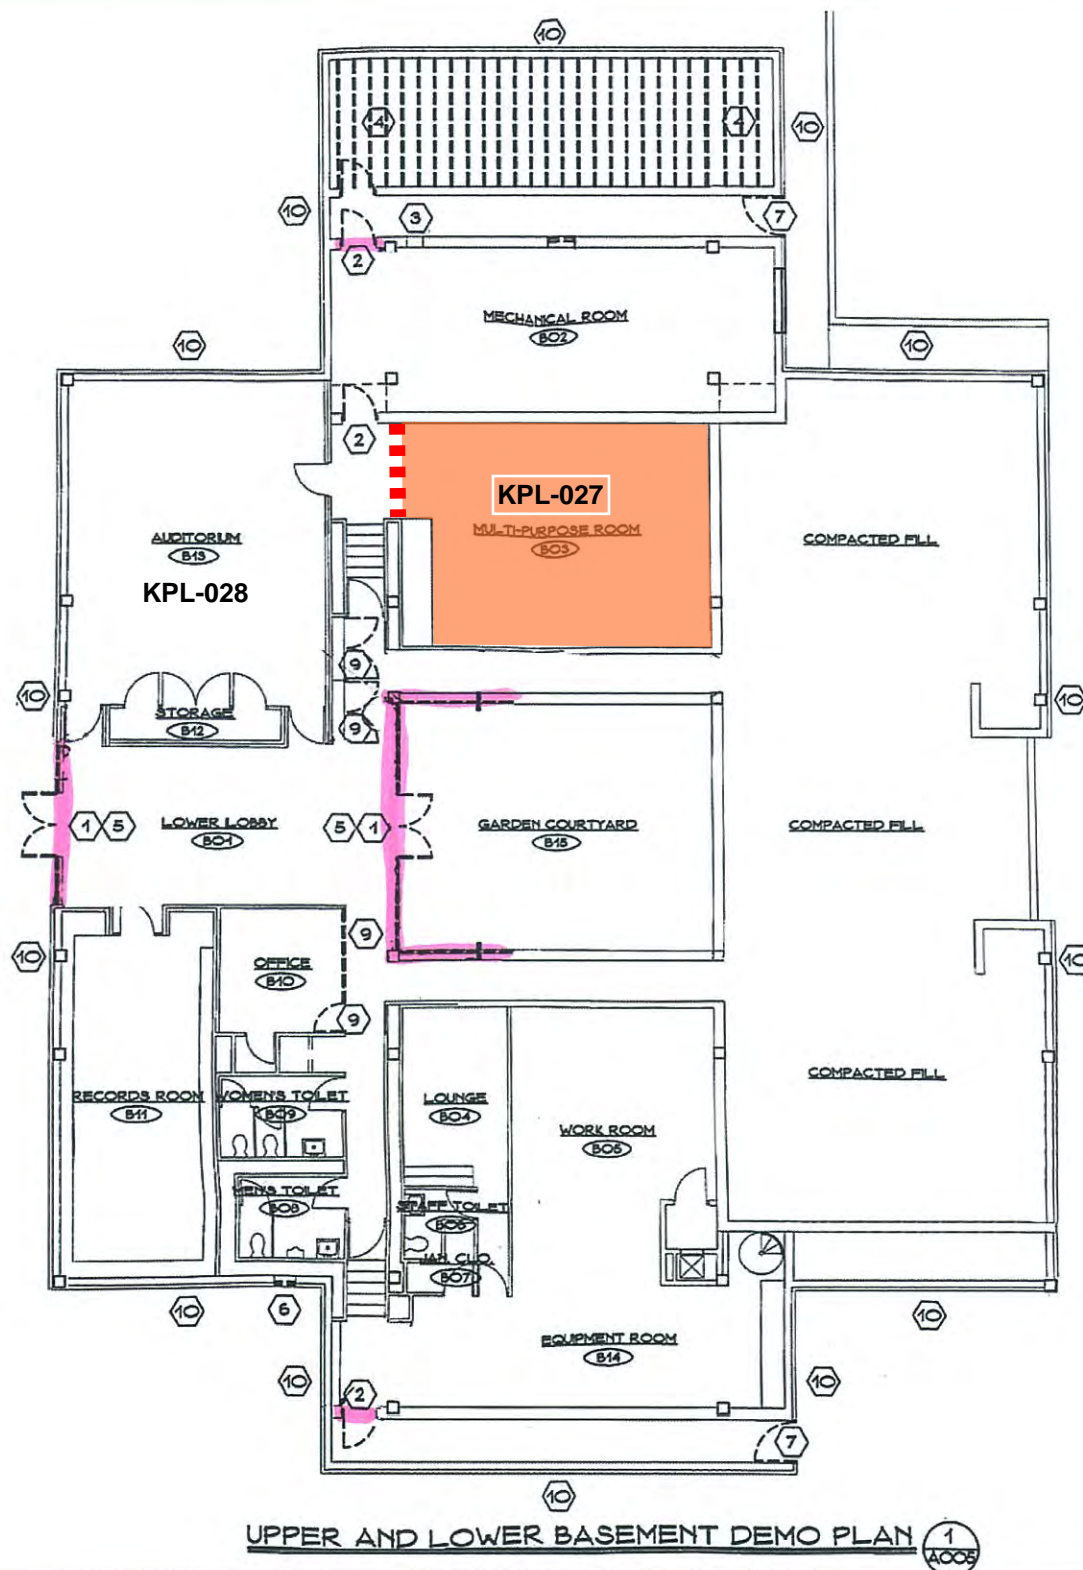 10
4
4
10
10
7
3
2
MECHANICAL ROOM
B02
10
10
2
KPL-027
MULTI-PURPOSE ROOM
B03
AUDITORIUM
B13
KPL-028
COMPACTED FILL
9
10
10
STORAGE
B12
9
1 5
LOWER LOBBY
B01
5 1
GARDEN COURTYARD
B15
COMPACTED FILL
9
10
10
OFFICE
B10
9
COMPACTED FILL
RECORDS ROOM
B11
WOMEN'S TOILET
B09
LOUNGE
B04
WORK ROOM
B05
MEN'S TOILET
B08
STAFF TOILET
B06
JAN. CLO.
B07
10
6
10
EQUIPMENT ROOM
B14
10
2
10
7
10
UPPER AND LOWER BASEMENT DEMO PLAN
1
A005